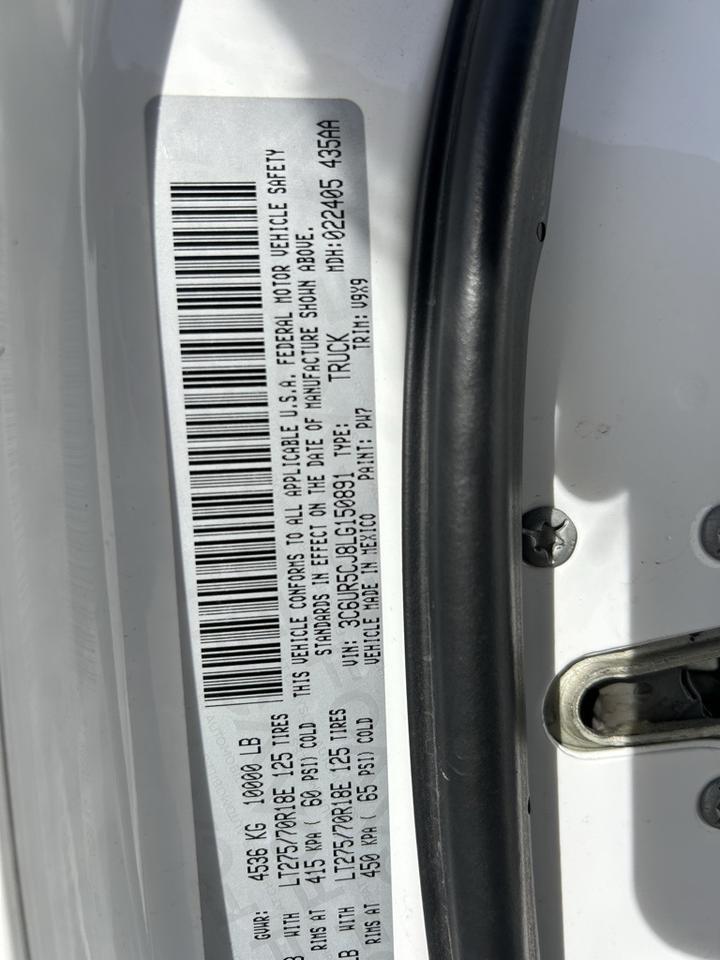 GVWR: 4536 KG 10000 LB
B WITH LT275/70R18E 125 TIRES
RIMS AT 415 KPA ( 60 PSI) COLD
LB WITH LT275/70R18E 125 TIRES
RIMS AT 450 KPA ( 65 PSI) COLD
THIS VEHICLE CONFORMS TO ALL APPLICABLE U.S.A. FEDERAL MOTOR VEHICLE SAFETY
STANDARDS IN EFFECT ON THE DATE OF MANUFACTURE SHOWN ABOVE.
MDH:022405 435AA
VIN: 3C6UR5CJ8LG150891 TYPE: TRUCK
VEHICLE MADE IN MEXICO PAINT: PW7 TRIM: V9X9